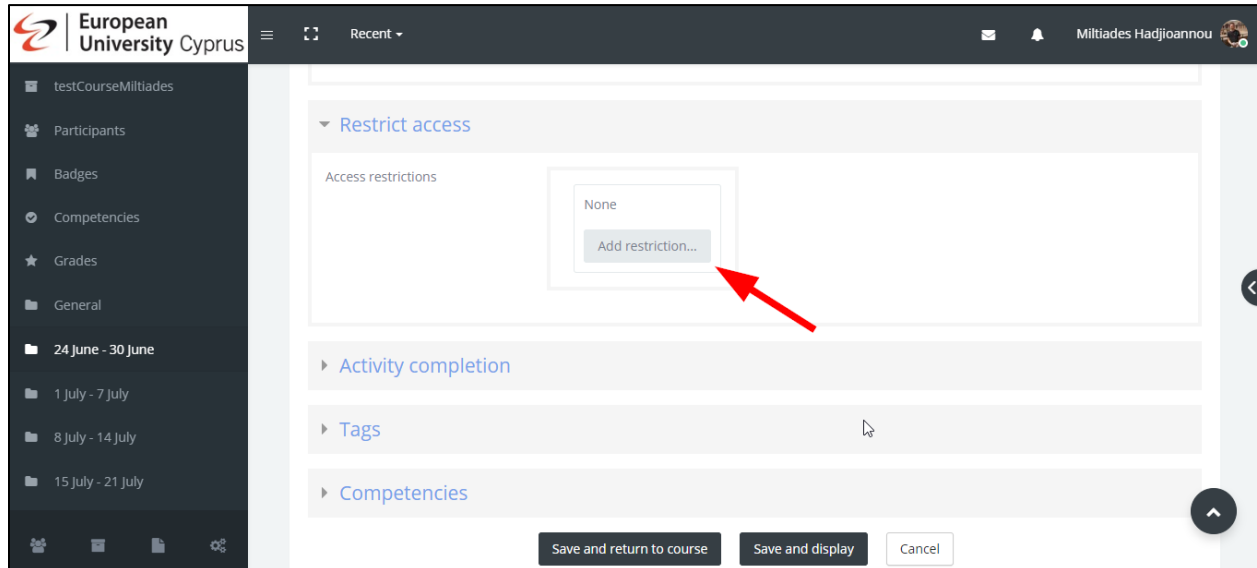 European
University Cyprus
Recent
Miltiades Hadjioannou
testCourseMiltiades
Participants
Badges
Competencies
Grades
General
24 June - 30 June
1 July - 7 July
8 July - 14 July
15 July - 21 July
Restrict access
Access restrictions
None
Add restriction...
Activity completion
Tags
Competencies
Save and return to course
Save and display
Cancel